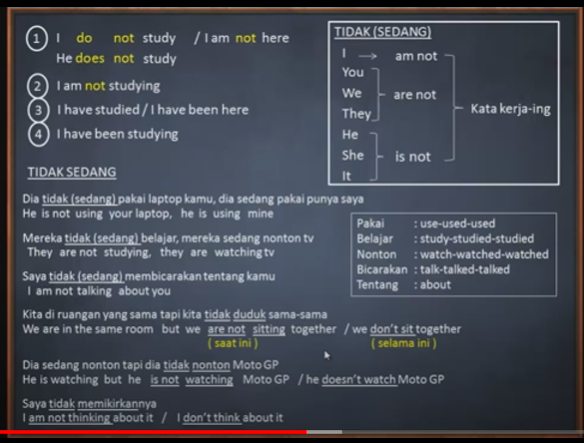 1 I do not study / I am not here
He does not study
2 I am not studying
3 I have studied / I have been here
4 I have been studying
TIDAK (SEDANG)
I → am not
You
We are not
They
He
She is not
It
Kata kerja-ing
TIDAK SEDANG
Dia tidak (sedang) pakai laptop kamu, dia sedang pakai punya saya
He is not using your laptop, he is using mine
Mereka tidak (sedang) belajar, mereka sedang nonton tv
They are not studying, they are watching tv
Saya tidak (sedang) membicarakan tentang kamu
I am not talking about you
Pakai : use-used-used
Belajar : study-studied-studied
Nonton : watch-watched-watched
Bicarakan : talk-talked-talked
Tentang : about
Kita di ruangan yang sama tapi kita tidak duduk sama-sama
We are in the same room but we are not sitting together / we don't sit together
( saat ini ) ( selama ini )
Dia sedang nonton tapi dia tidak nonton Moto GP
He is watching but he is not watching Moto GP / he doesn't watch Moto GP
Saya tidak memikirkannya
I am not thinking about it / I don't think about it